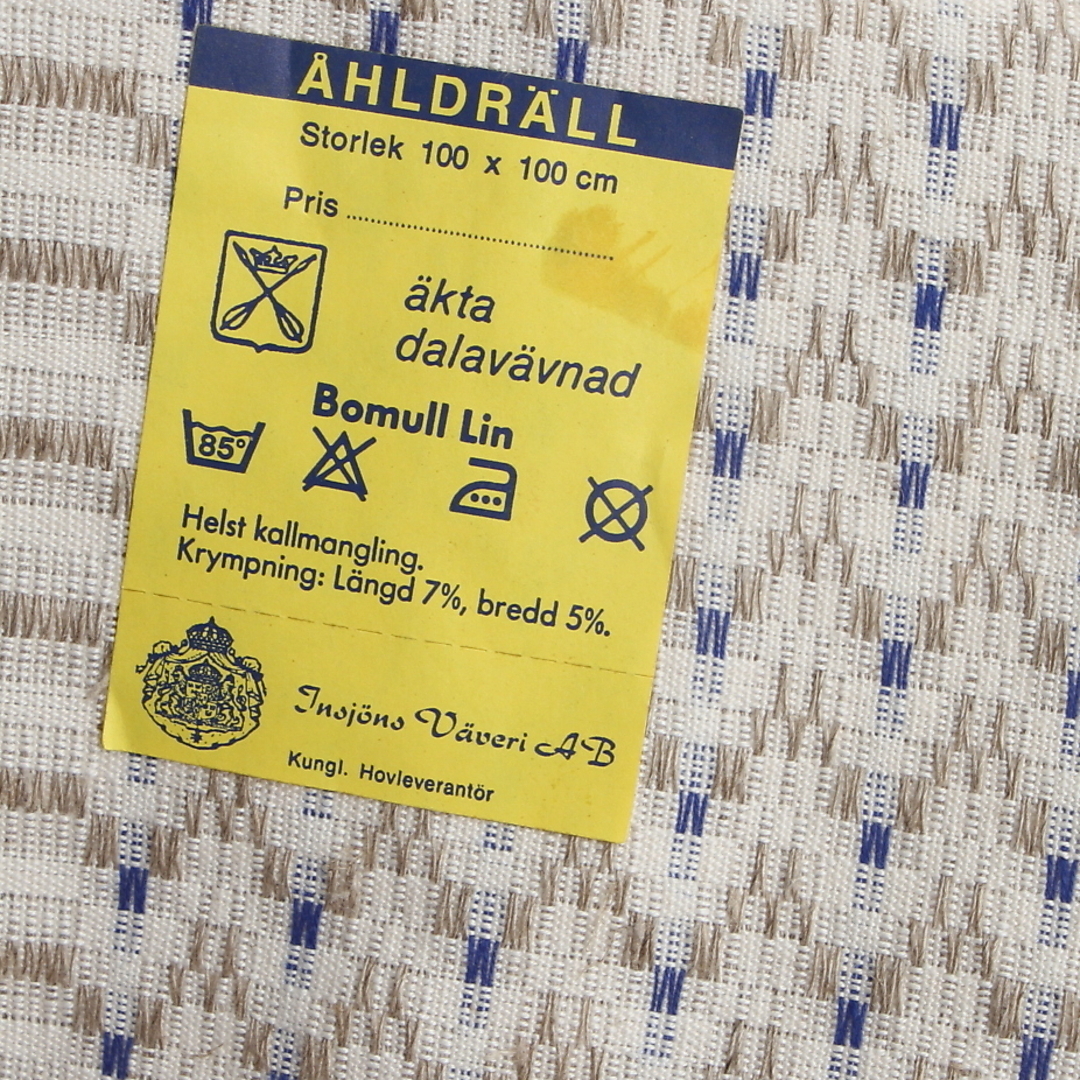 ÅHLDRÄLL
Storlek 100 x 100 cm
Pris ................................................
äkta
dalavävnad
Bomull Lin
85°
Helst kallmangling.
Krympning: Längd 7%, bredd 5%.
Insjöns Väveri AB
Kungl. Hovleverantör